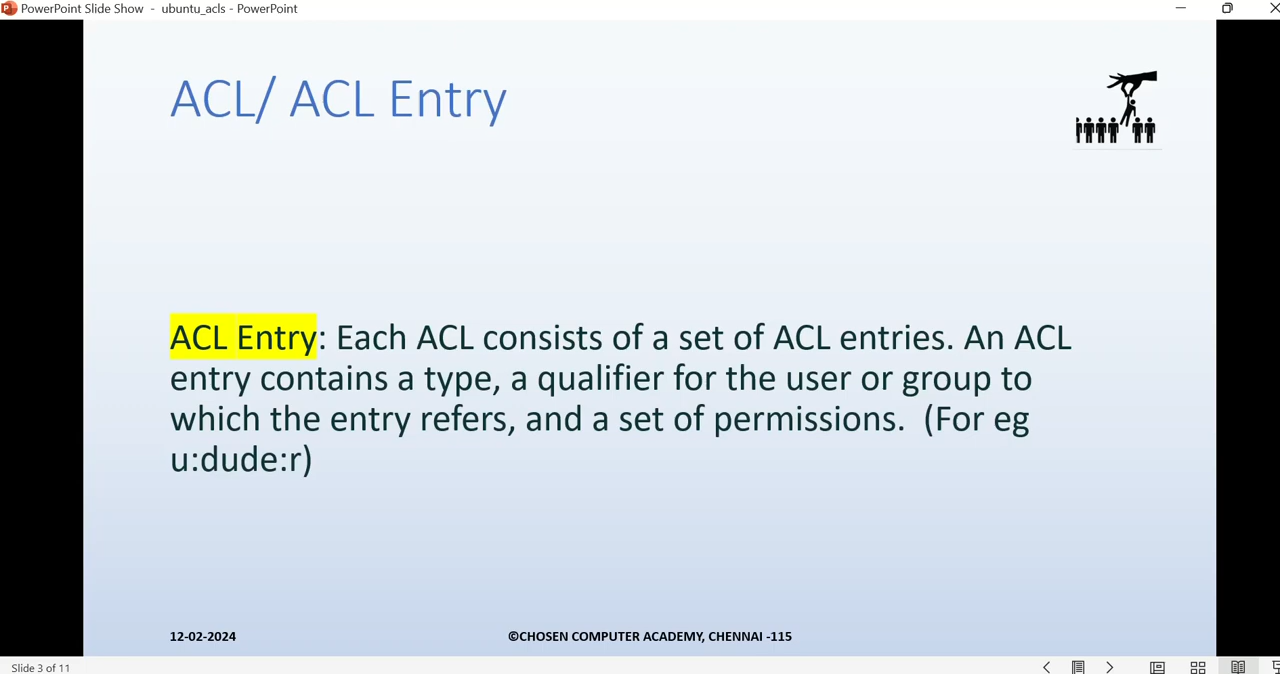 PowerPoint Slide Show - ubuntu_acls - PowerPoint
ACL/ ACL Entry
ACL Entry: Each ACL consists of a set of ACL entries. An ACL
entry contains a type, a qualifier for the user or group to
which the entry refers, and a set of permissions. (For eg
u:dude:r)
12-02-2024 ©CHOSEN COMPUTER ACADEMY, CHENNAI -115
Slide 3 of 11